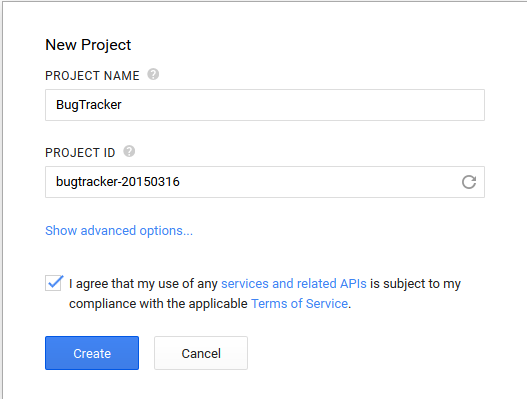 New Project
PROJECT NAME ?
BugTracker
PROJECT ID ?
bugtracker-20150316
Show advanced options...
I agree that my use of any services and related APIs is subject to my
compliance with the applicable Terms of Service.
Create Cancel